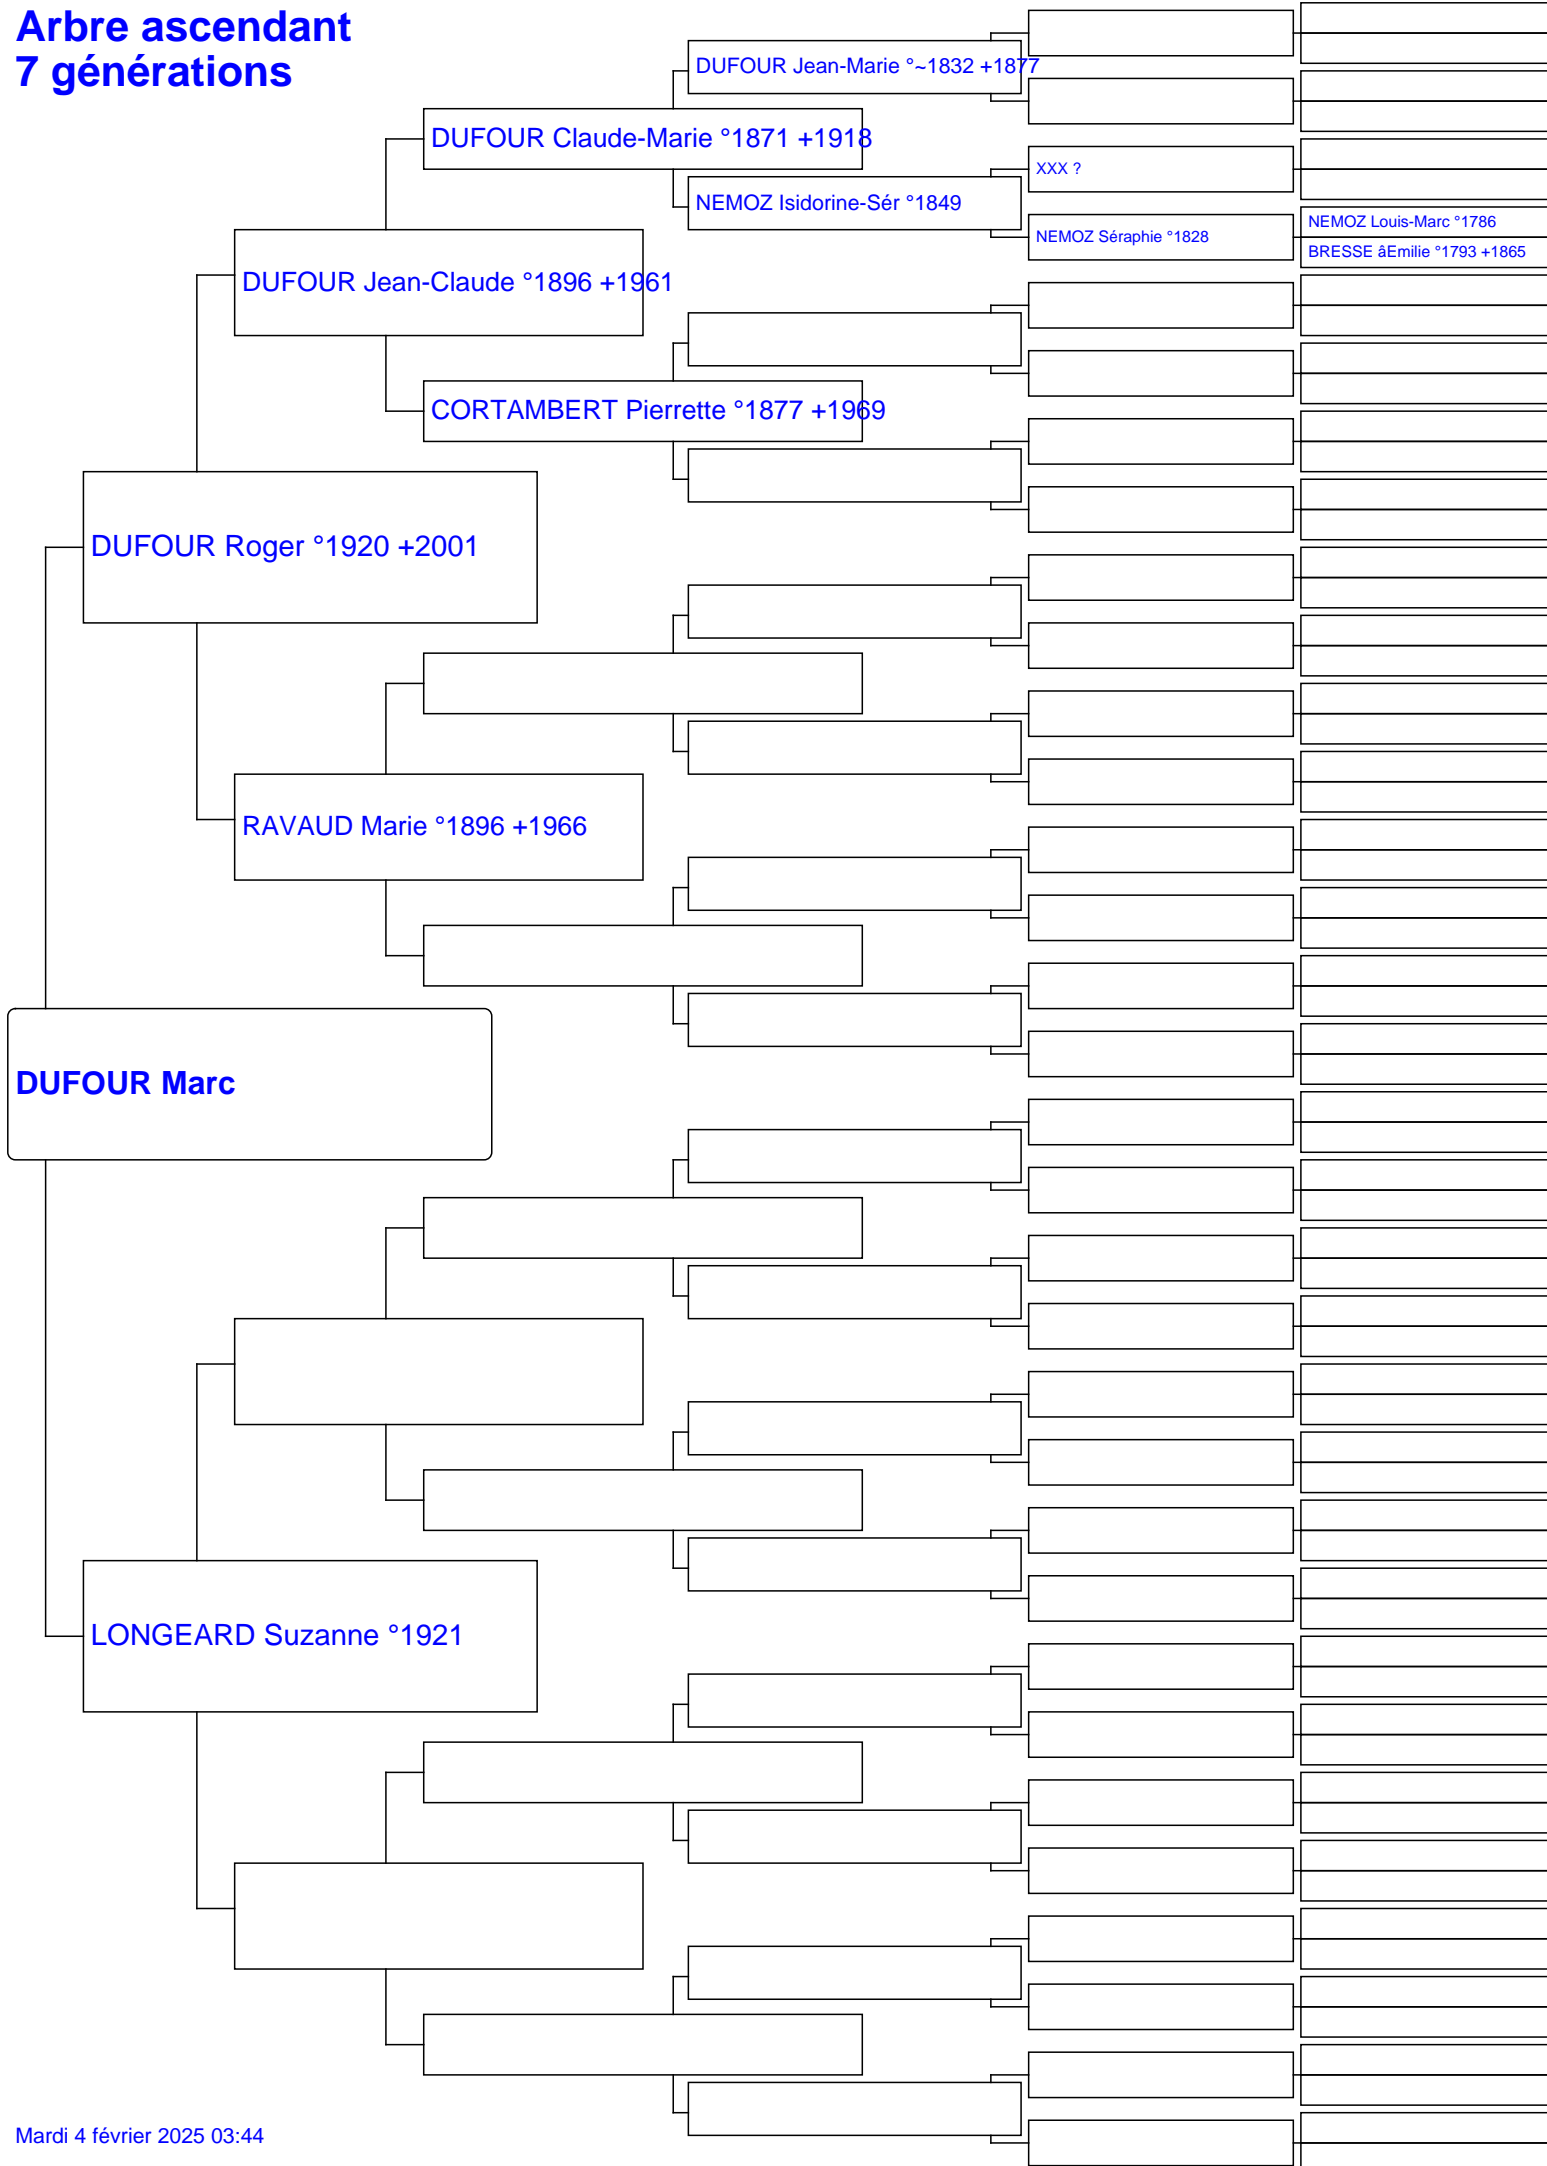 Arbre ascendant
7 générations
DUFOUR Jean-Marie °~1832 +1877
DUFOUR Claude-Marie °1871 +1918
XXX ?
NEMOZ Isidorine-Sér °1849
NEMOZ Séraphie °1828
NEMOZ Louis-Marc °1786
BRESSE âEmilie °1793 +1865
DUFOUR Jean-Claude °1896 +1961
CORTAMBERT Pierrette °1877 +1969
DUFOUR Roger °1920 +2001
RAVAUD Marie °1896 +1966
DUFOUR Marc
LONGEARD Suzanne °1921
Mardi 4 février 2025 03:44